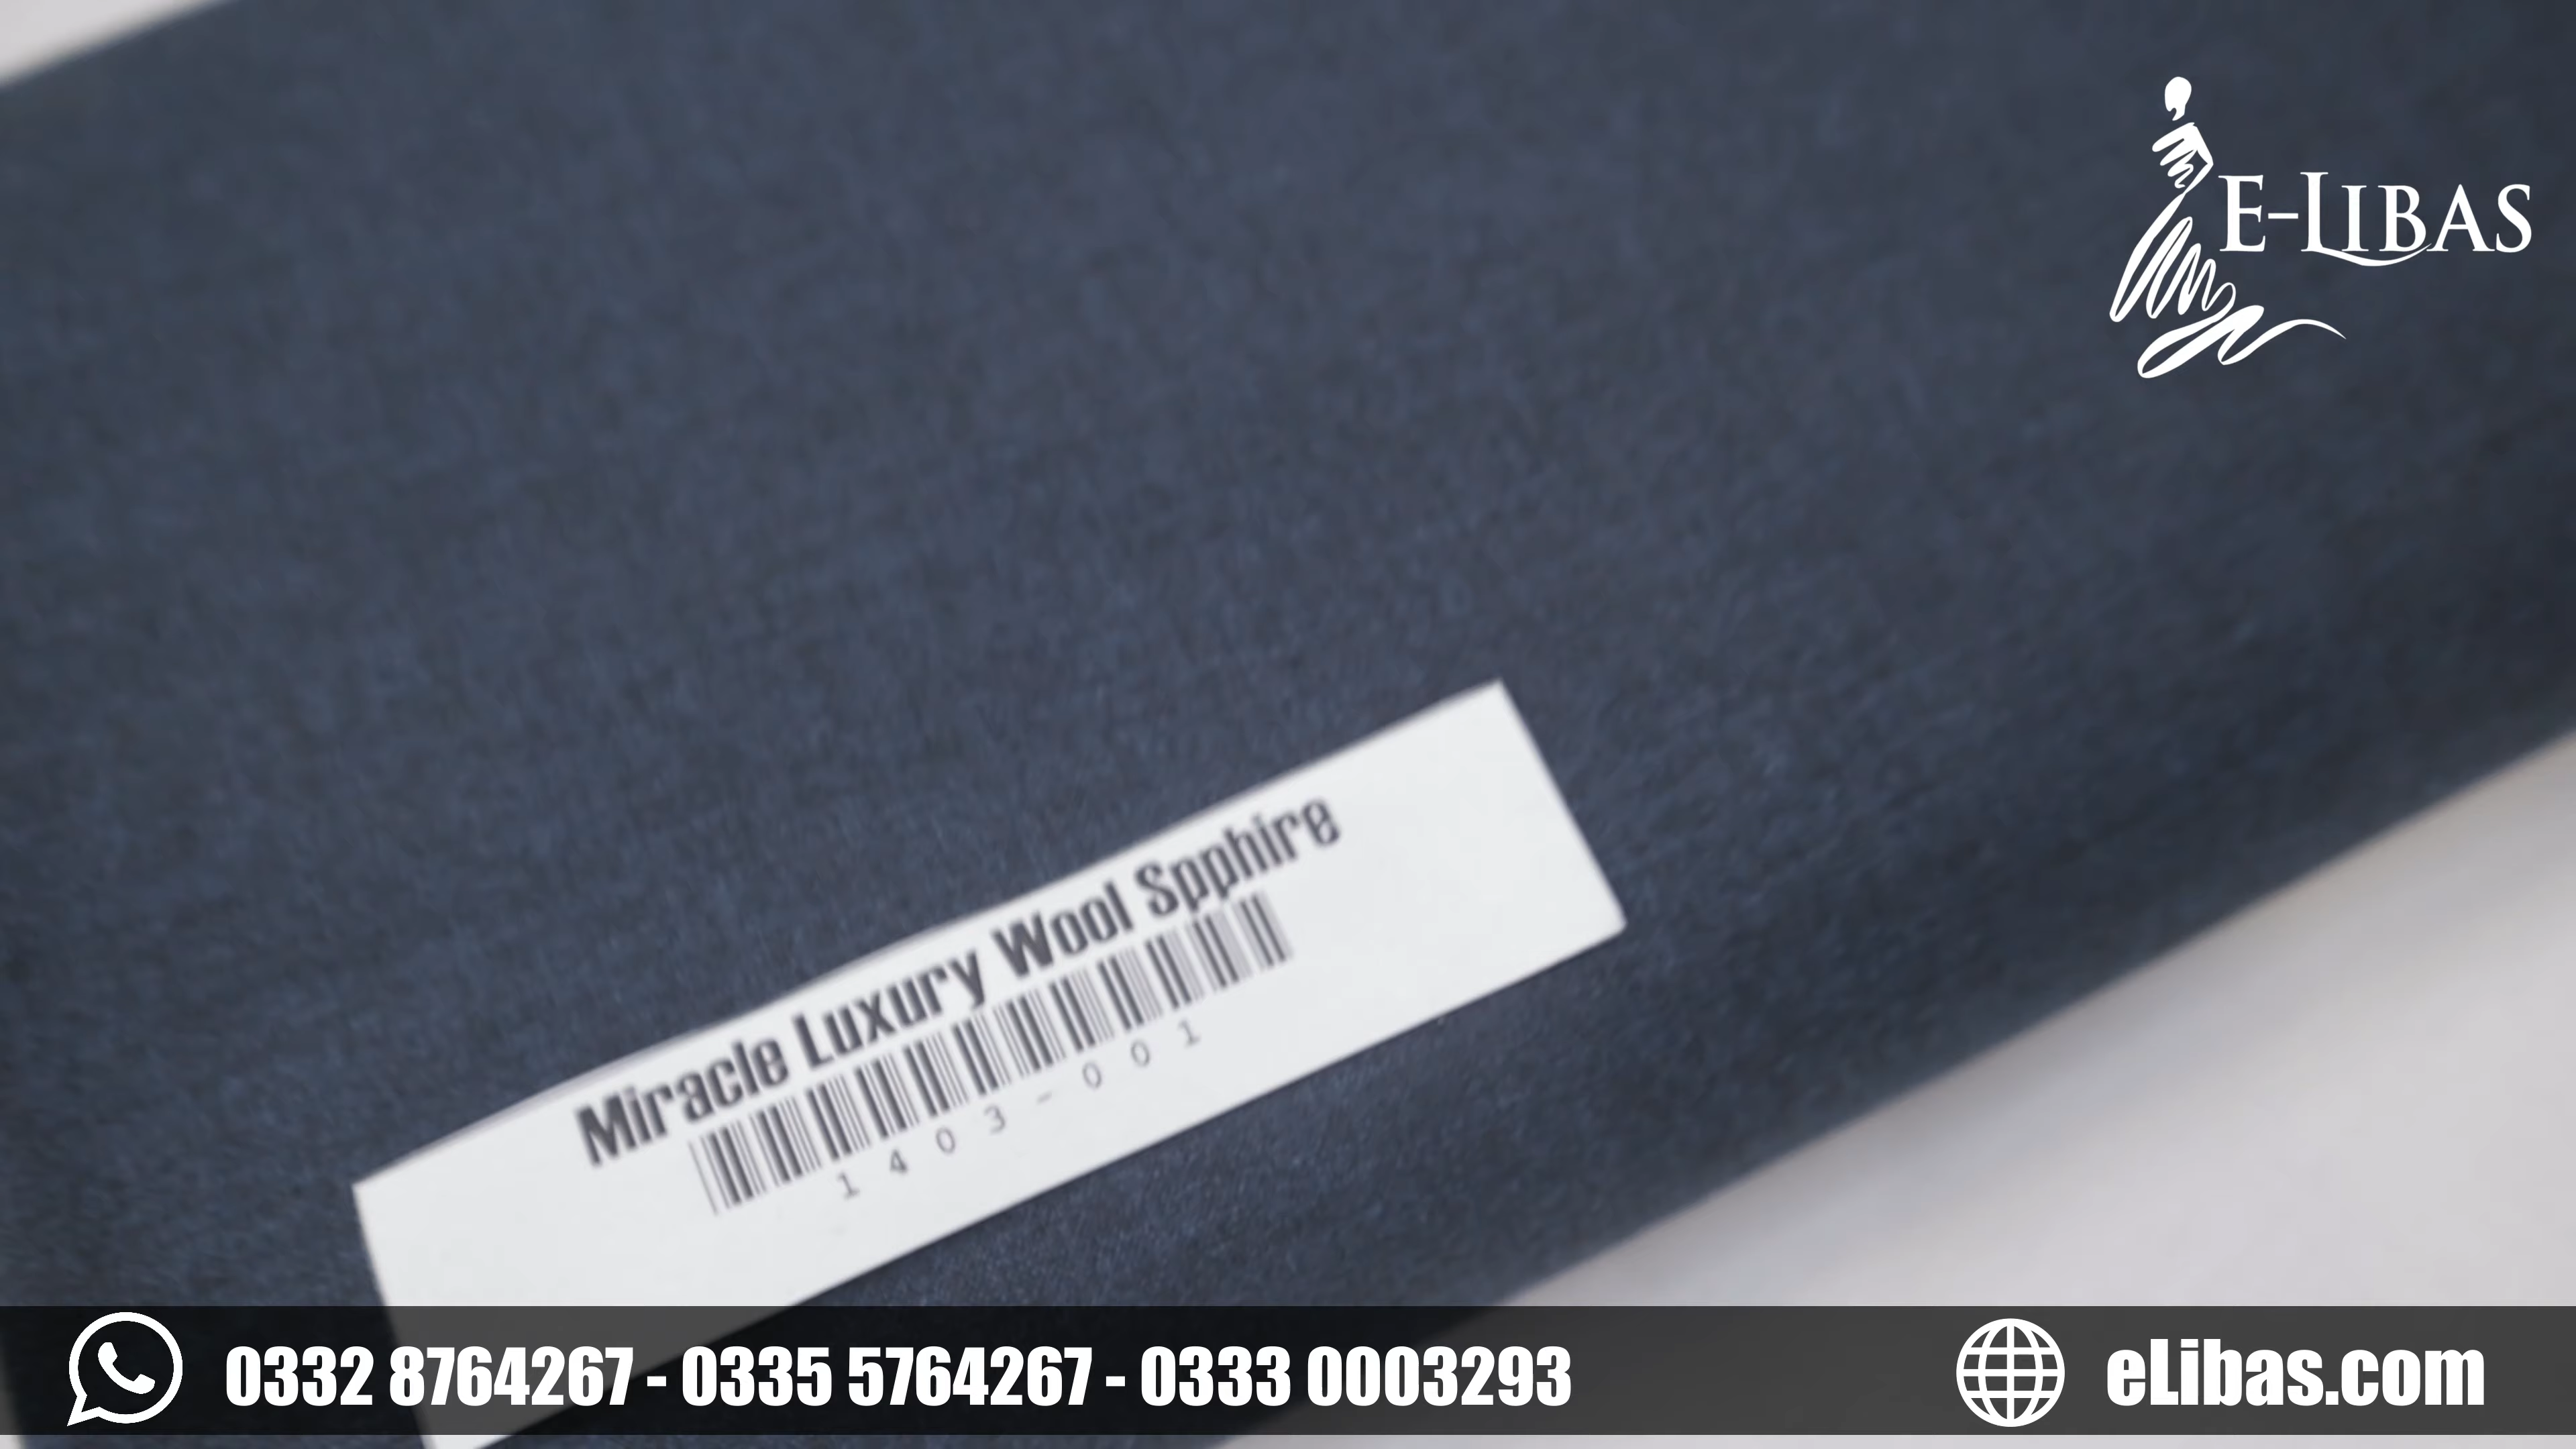 E-LIBAS
Miracle Luxury Wool Spphire
1403-001
0332 8764267 - 0335 5764267 - 0333 0003293
eLibas.com